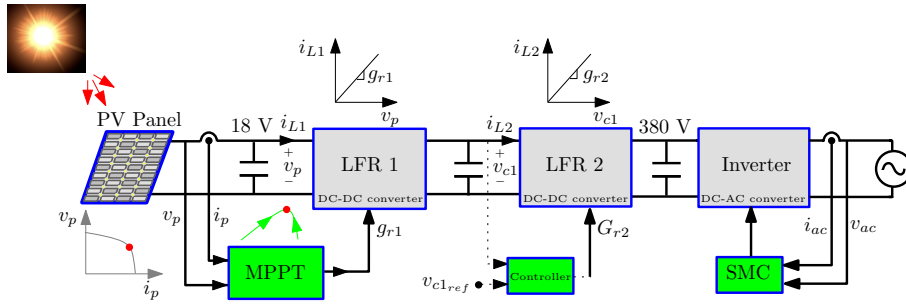 i_{L1}
i_{L2}
g_{r1}
g_{r2}
v_p
v_{c1}
PV Panel
18 V
i_{L1}
i_{L2}
380 V
+
v_p
−
LFR 1
DC-DC converter
+
v_{c1}
−
LFR 2
DC-DC converter
Inverter
DC-AC converter
v_p
i_p
v_p
i_p
g_{r1}
G_{r2}
i_{ac}
v_{ac}
MPPT
v_{c1_{ref}}
Controller
SMC